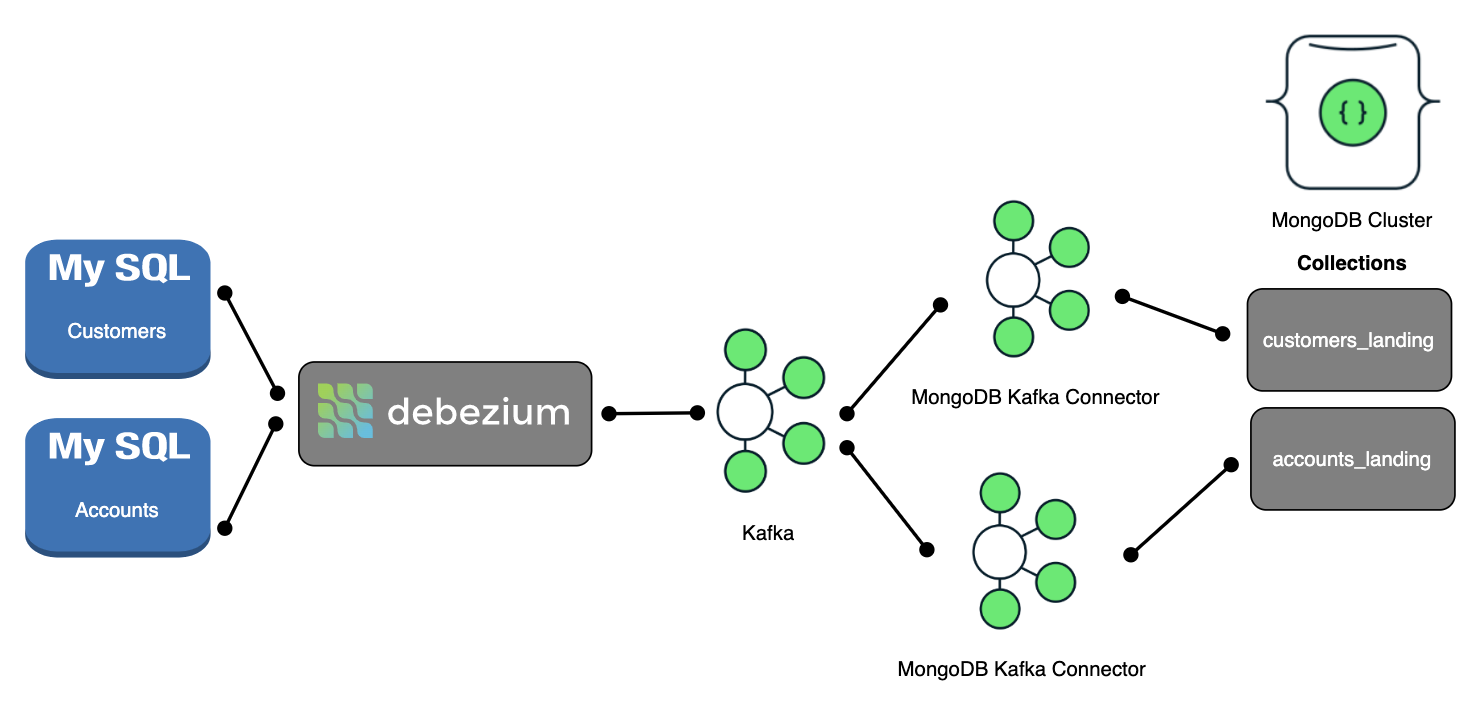 My SQL
Customers
My SQL
Accounts
debezium
Kafka
MongoDB Kafka Connector
MongoDB Kafka Connector
{ }
MongoDB Cluster
Collections
customers_landing
accounts_landing